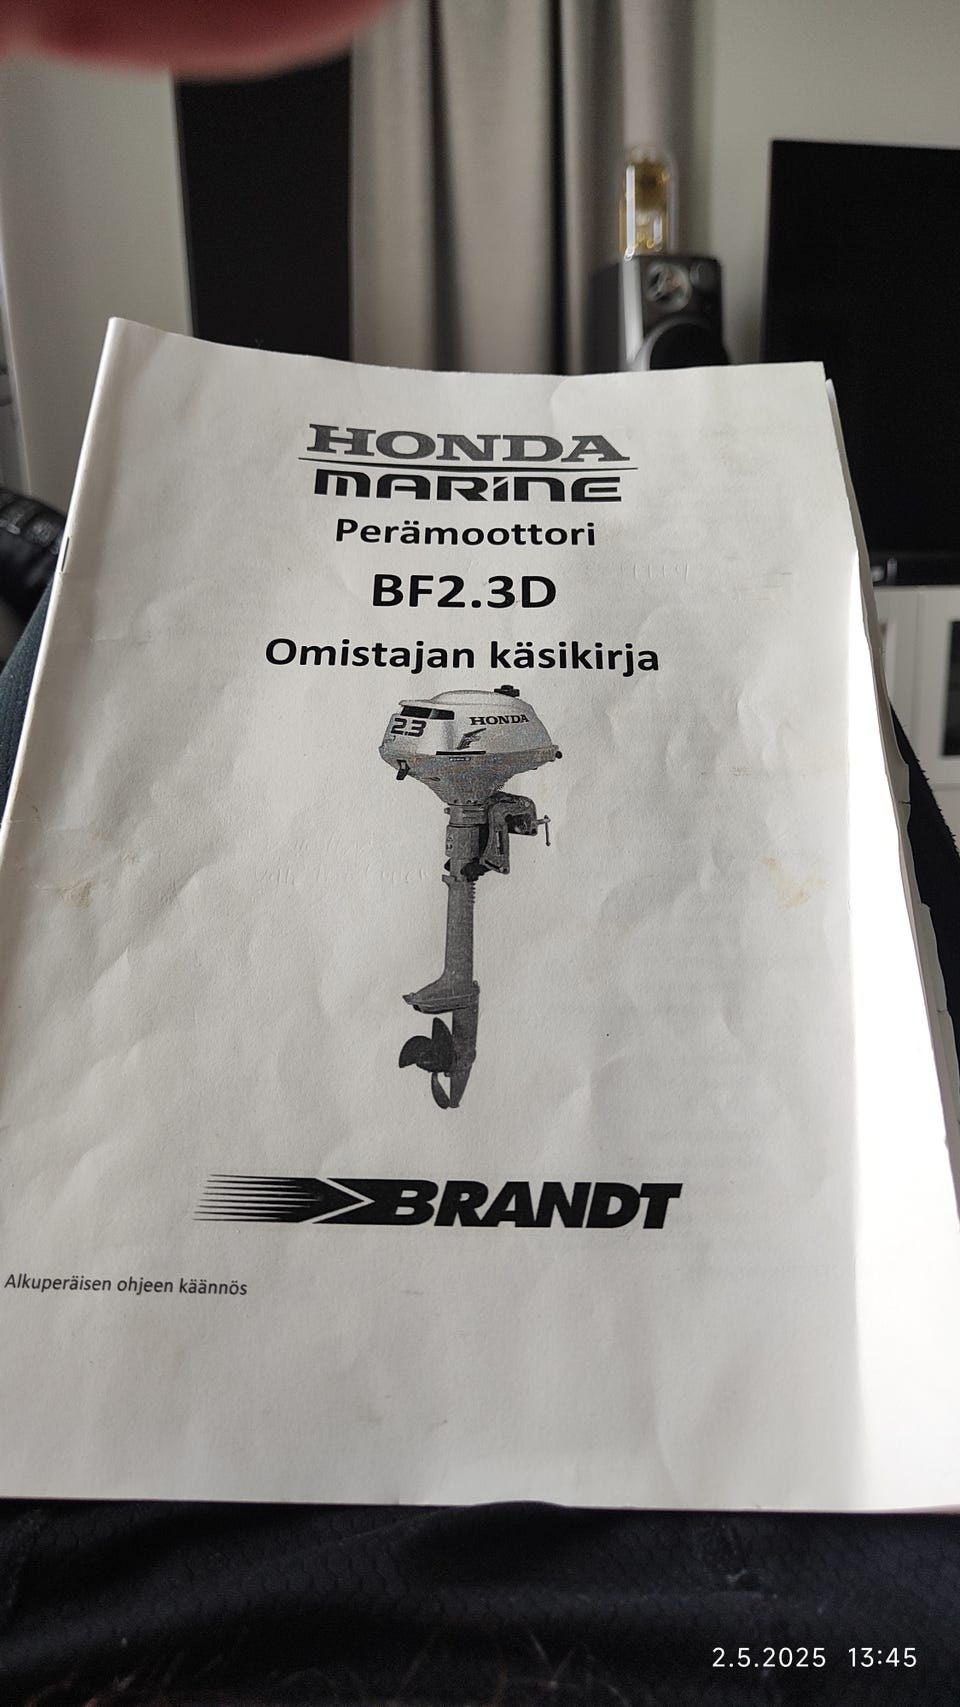 HONDA
MARINE
Perämoottori
BF2.3D
Omistajan käsikirja
2.3 HONDA
BRANDT
Alkuperäisen ohjeen käännös
2.5.2025 13:45